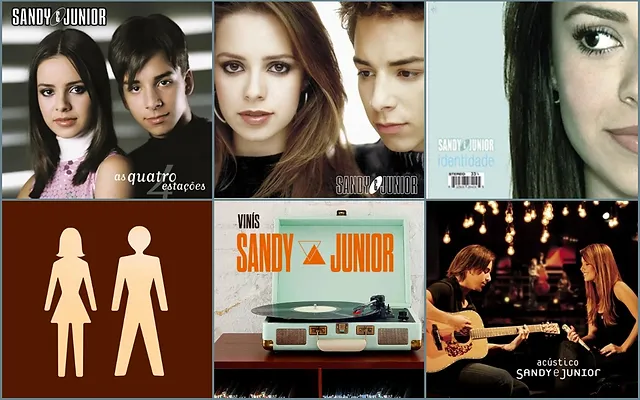 SANDY e JUNIOR
as quatro
4
estações
SANDY e JUNIOR
SANDY e JUNIOR
identidade
VINÍS
SANDY JUNIOR
acústico
SANDY e JUNIOR